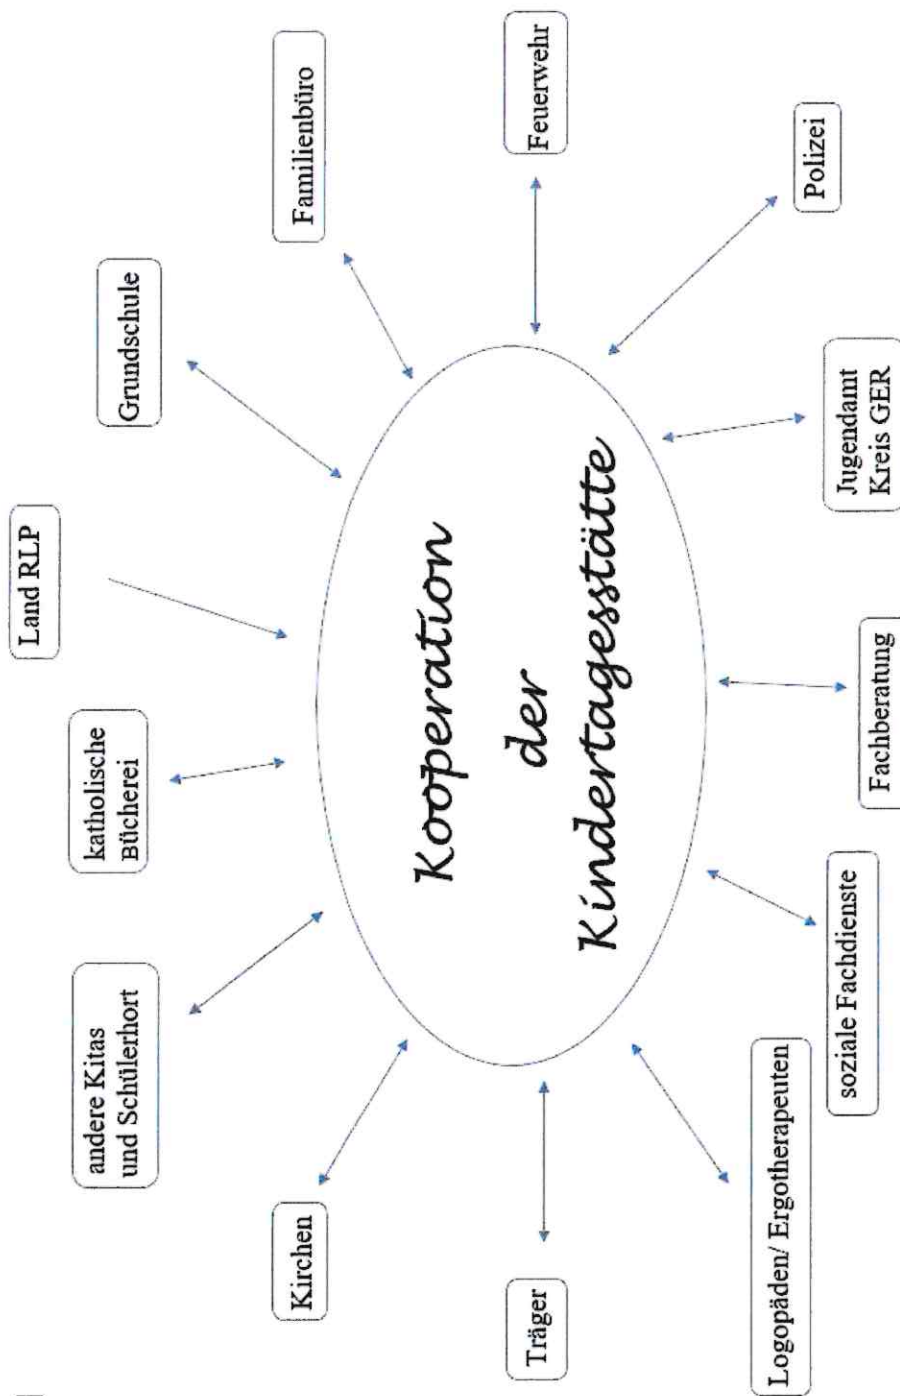 Land RLP
katholische
Bücherei
Grundschule
andere Kitas
und Schülerhort
Familienbüro
Kirchen
Kooperation
der
Kindertagesstätte
Feuerwehr
Träger
Polizei
Logopäden/ Ergotherapeuten
Jugendamt
Kreis GER
soziale Fachdienste
Fachberatung